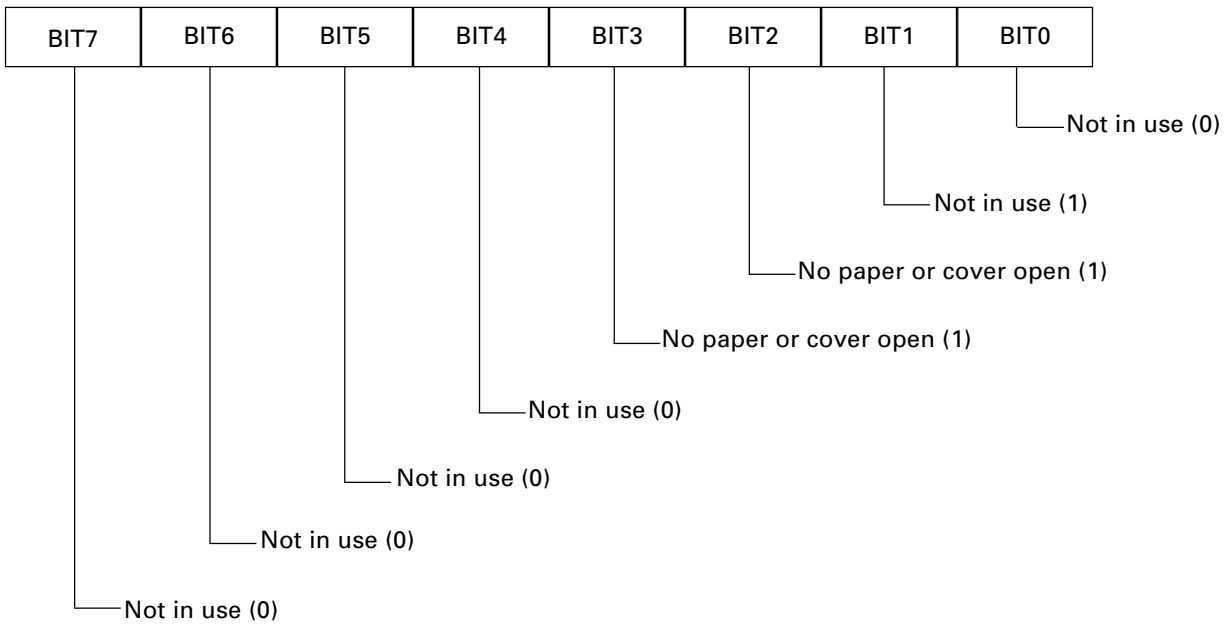 BIT7 BIT6 BIT5 BIT4 BIT3 BIT2 BIT1 BIT0
Not in use (0)
Not in use (1)
No paper or cover open (1)
No paper or cover open (1)
Not in use (0)
Not in use (0)
Not in use (0)
Not in use (0)